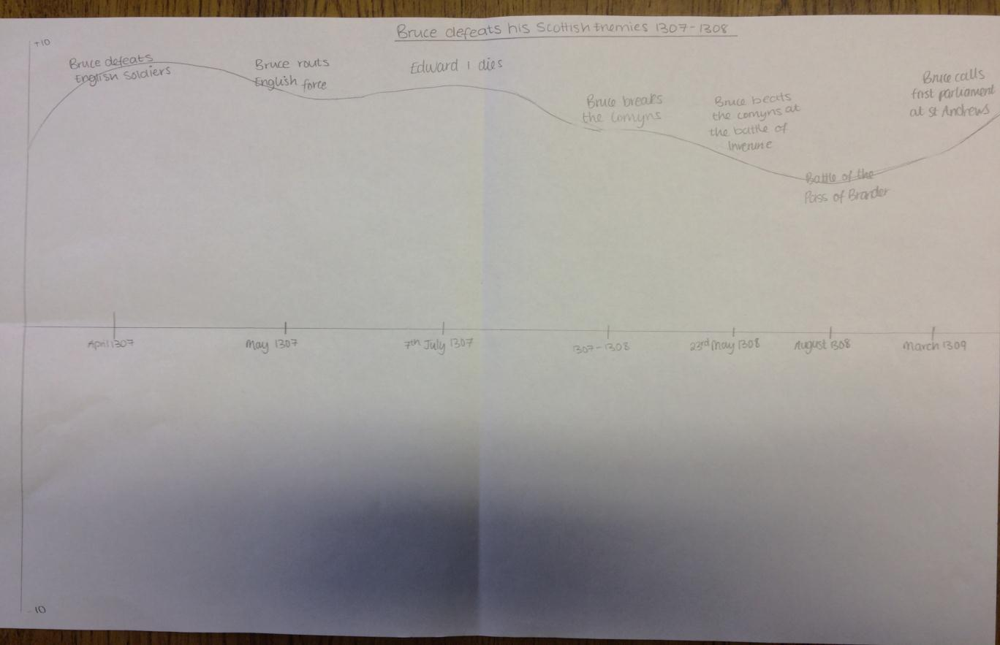 Bruce defeats his Scottish Enemies 1307-1308
+10
Bruce defeats
English Soldiers
Bruce routs
English force
Edward I dies
Bruce breaks
the Comyns
Bruce beats
the comyns at
the battle of
Inverurie
Battle of the
Pass of Brander
Bruce calls
first parliament
at St Andrews
April 1307
May 1307
7th July 1307
1307-1308
23rd May 1308
August 1308
March 1309
-10